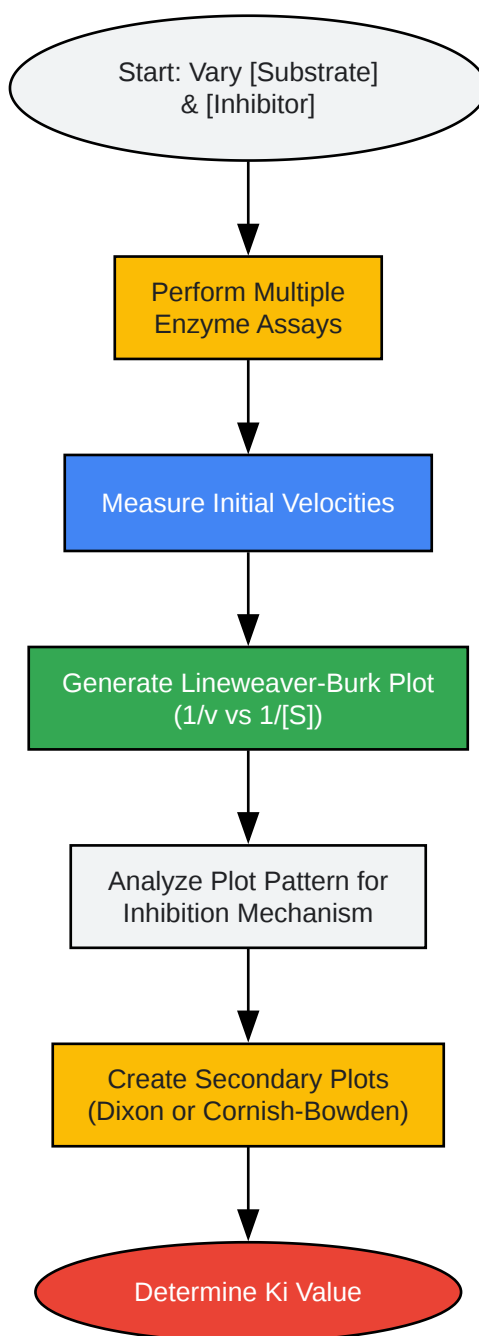 Start: Vary [Substrate]
& [Inhibitor]
Perform Multiple
Enzyme Assays
Measure Initial Velocities
Generate Lineweaver-Burk Plot
(1/v vs 1/[S])
Analyze Plot Pattern for
Inhibition Mechanism
Create Secondary Plots
(Dixon or Cornish-Bowden)
Determine Ki Value